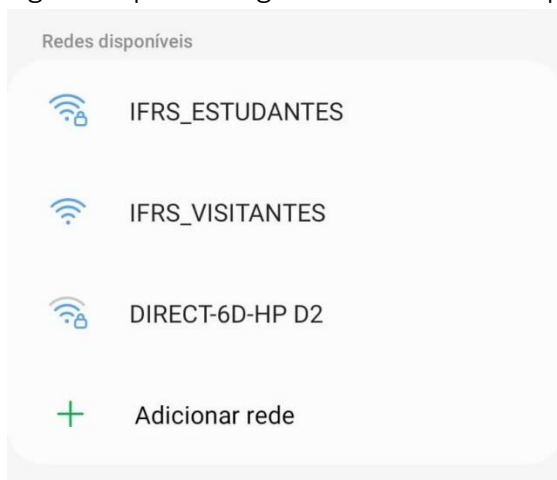 Redes disponíveis
IFRS_ESTUDANTES
IFRS_VISITANTES
DIRECT-6D-HP D2
Adicionar rede